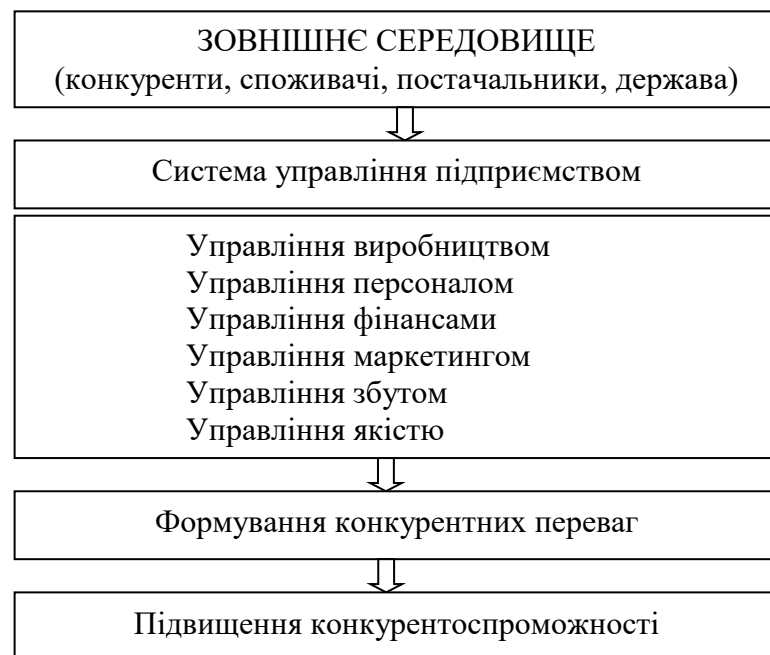 ЗОВНІШНЄ СЕРЕДОВИЩЕ
(конкуренти, споживачі, постачальники, держава)
Система управління підприємством
Управління виробництвом
Управління персоналом
Управління фінансами
Управління маркетингом
Управління збутом
Управління якістю
Формування конкурентних переваг
Підвищення конкурентоспроможності